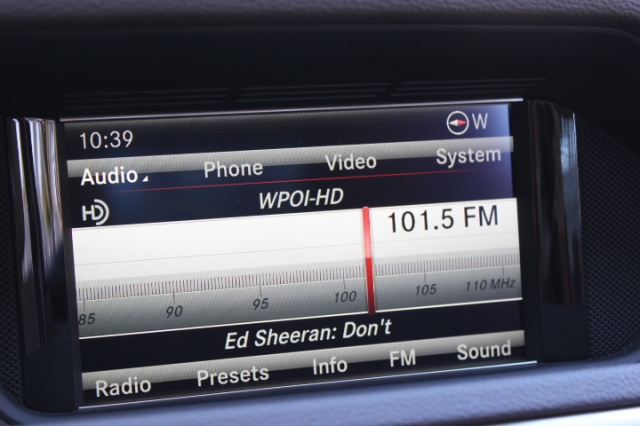 10:39 W
Audio Phone Video System
HD WPOI-HD
101.5 FM
85 90 95 100 105 110 MHz
Ed Sheeran: Don't
Radio Presets Info FM Sound